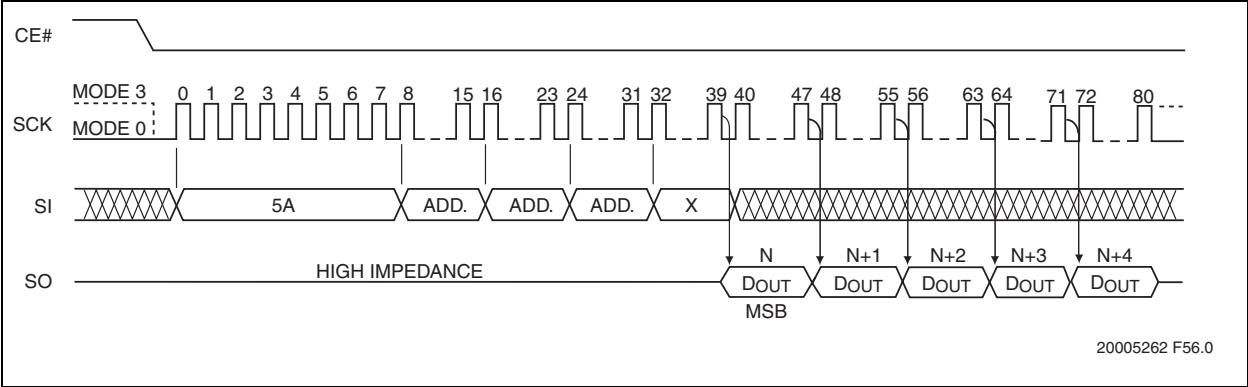 CE#
MODE 3
0 1 2 3 4 5 6 7 8 15 16 23 24 31 32 39 40 47 48 55 56 63 64 71 72 80
SCK
MODE 0
SI
5A ADD. ADD. ADD. X
N N+1 N+2 N+3 N+4
HIGH IMPEDANCE
SO
DOUT DOUT DOUT DOUT DOUT
MSB
20005262 F56.0